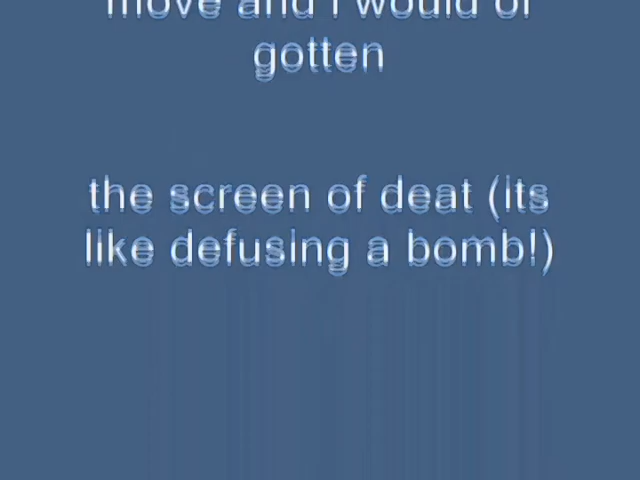 move and i would of
gotten
the screen of deat (its
like defusing a bomb!)